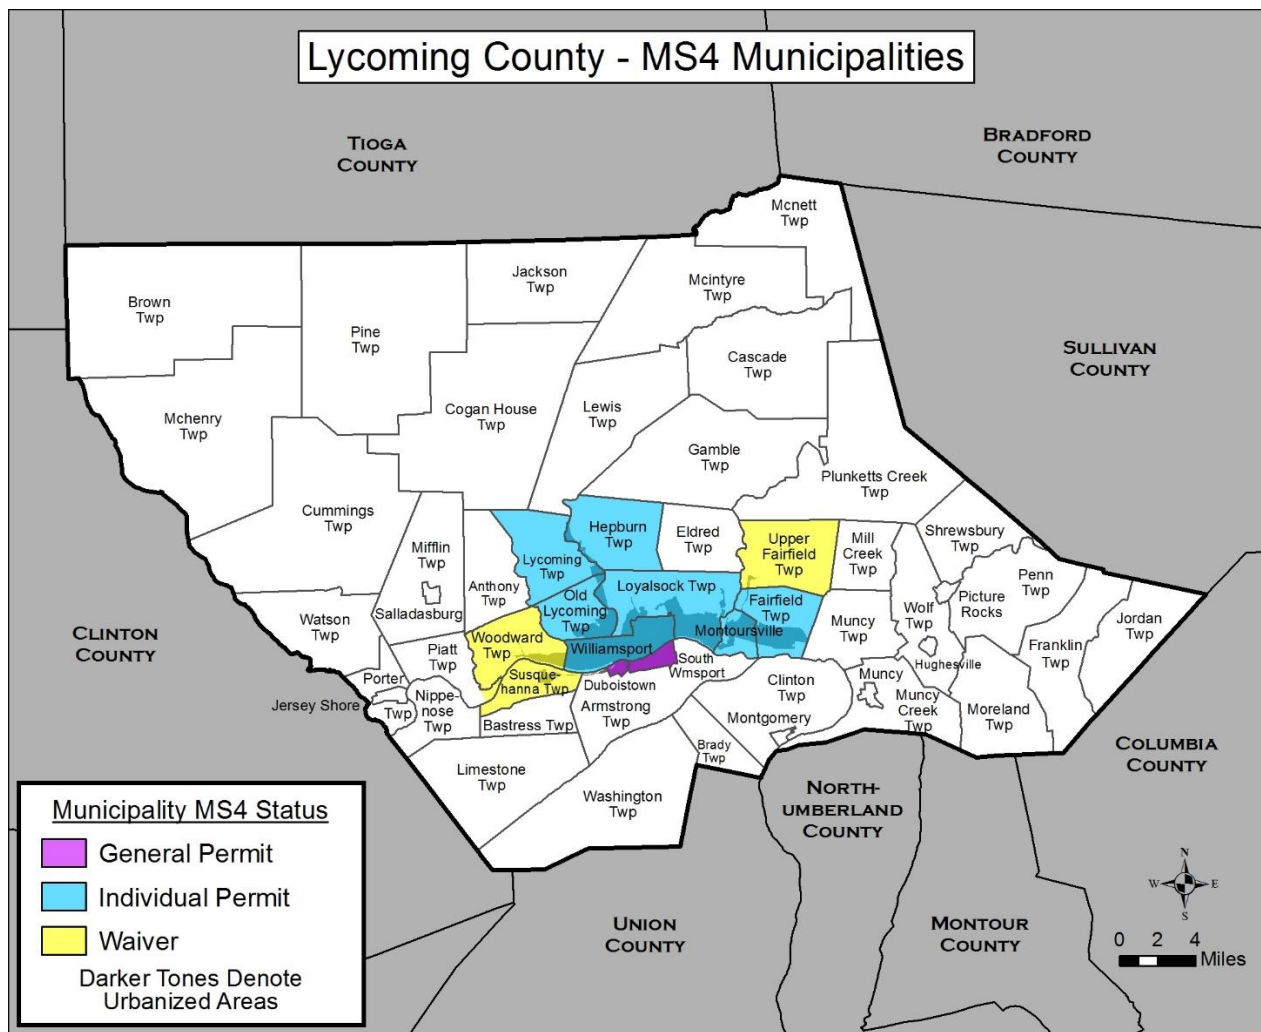 Lycoming County - MS4 Municipalities
TIOGA
COUNTY
BRADFORD
COUNTY
Mcnett
Twp
Jackson
Twp
Mcintyre
Twp
Brown
Twp
Pine
Twp
SULLIVAN
COUNTY
Cascade
Twp
Mchenry
Twp
Cogan House
Twp
Lewis
Twp
Gamble
Twp
Plunketts Creek
Twp
Cummings
Twp
Mifflin
Twp
Hepburn
Twp
Eldred
Twp
Upper
Fairfield
Twp
Mill
Creek
Twp
Shrewsbury
Twp
Lycoming
Twp
Anthony
Twp
Loyalsock Twp
Penn
Twp
Picture
Rocks
Salladasburg
Old
Lycoming
Twp
Fairfield
Twp
Wolf
Twp
Jordan
Twp
Watson
Twp
CLINTON
COUNTY
Woodward
Twp
Williamsport
Montoursville
Muncy
Twp
Franklin
Twp
Piatt
Twp
South
Wmsport
Hughesville
Porter
Twp
Jersey Shore
Nippe-
nose
Twp
Susque-
hanna Twp
Duboistown
Clinton
Twp
Muncy
Muncy
Creek
Twp
Moreland
Twp
Armstrong
Twp
Bastress Twp
Montgomery
Brady
Twp
COLUMBIA
COUNTY
Limestone
Twp
Washington
Twp
NORTH-
UMBERLAND
COUNTY
Municipality MS4 Status
General Permit
Individual Permit
Waiver
Darker Tones Denote
Urbanized Areas
UNION
COUNTY
MONTOUR
COUNTY
N
W E
S
0 2 4
Miles